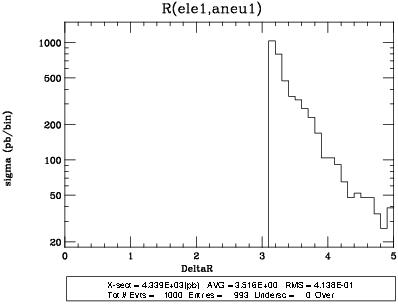 R(ele1,aneu1)
sigma (pb/bin)
1000
500
200
100
50
20
0 1 2 3 4 5
DeltaR
X-sect = 4.339E+03(pb) AVG = 3.516E+00 RMS = 4.138E-01
Tot # Evts = 1000 Entries = 993 Undersc = 0 Over